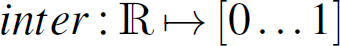 inter : ℝ ↦ [0…1]